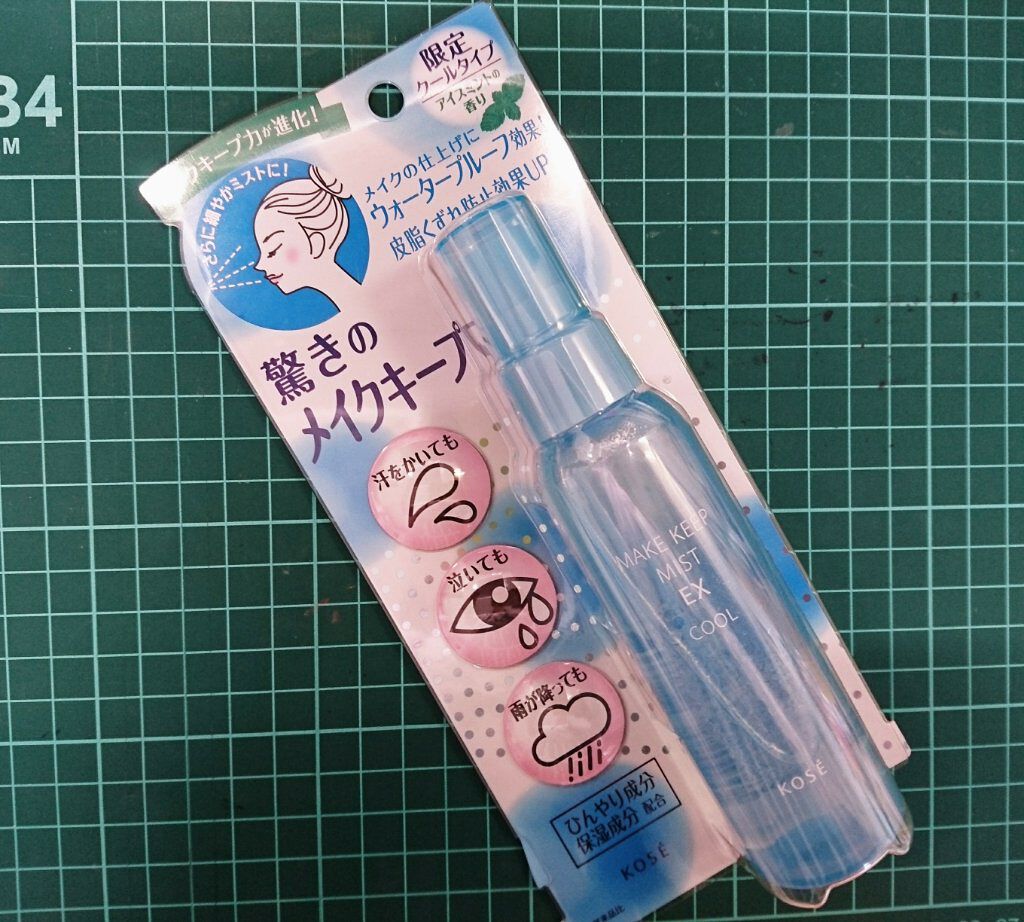 34
M
限定
クールタイプ
アイスミントの
香り
キープ力が進化!
さらに細やかミストに!
メイクの仕上げに
ウォータープルーフ効果
皮脂くずれ防止効果UP
驚きの
メイクキープ
汗をかいても
泣いても
雨が降っても
ひんやり成分
保湿成分 配合
KOSÉ
MAKE KEEP
MIST
EX
COOL
KOSÉ